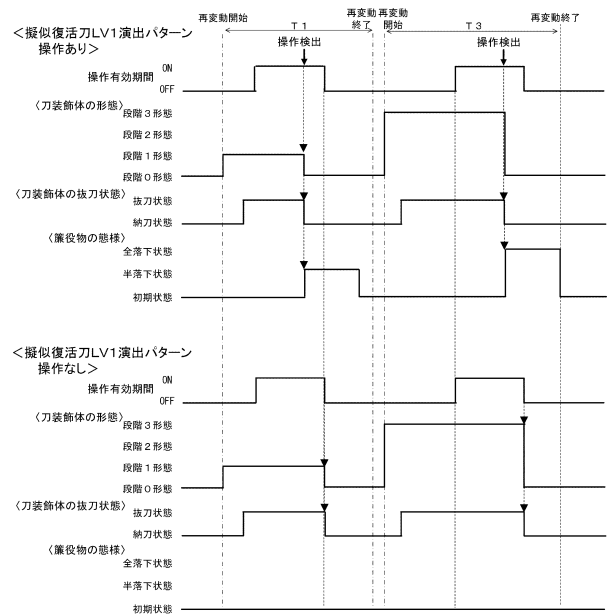 再変動開始
再変動終了
再変動開始
再変動終了
T1
T3
<擬似復活刀LV1演出パターン
操作あり>
操作検出
操作検出
操作有効期間
ON
OFF
〈刀装飾体の形態〉
段階3形態
段階2形態
段階1形態
段階0形態
〈刀装飾体の抜刀状態〉
抜刀状態
納刀状態
〈簾役物の態様〉
全落下状態
半落下状態
初期状態
<擬似復活刀LV1演出パターン
操作なし>
操作有効期間
ON
OFF
〈刀装飾体の形態〉
段階3形態
段階2形態
段階1形態
段階0形態
〈刀装飾体の抜刀状態〉
抜刀状態
納刀状態
〈簾役物の態様〉
全落下状態
半落下状態
初期状態